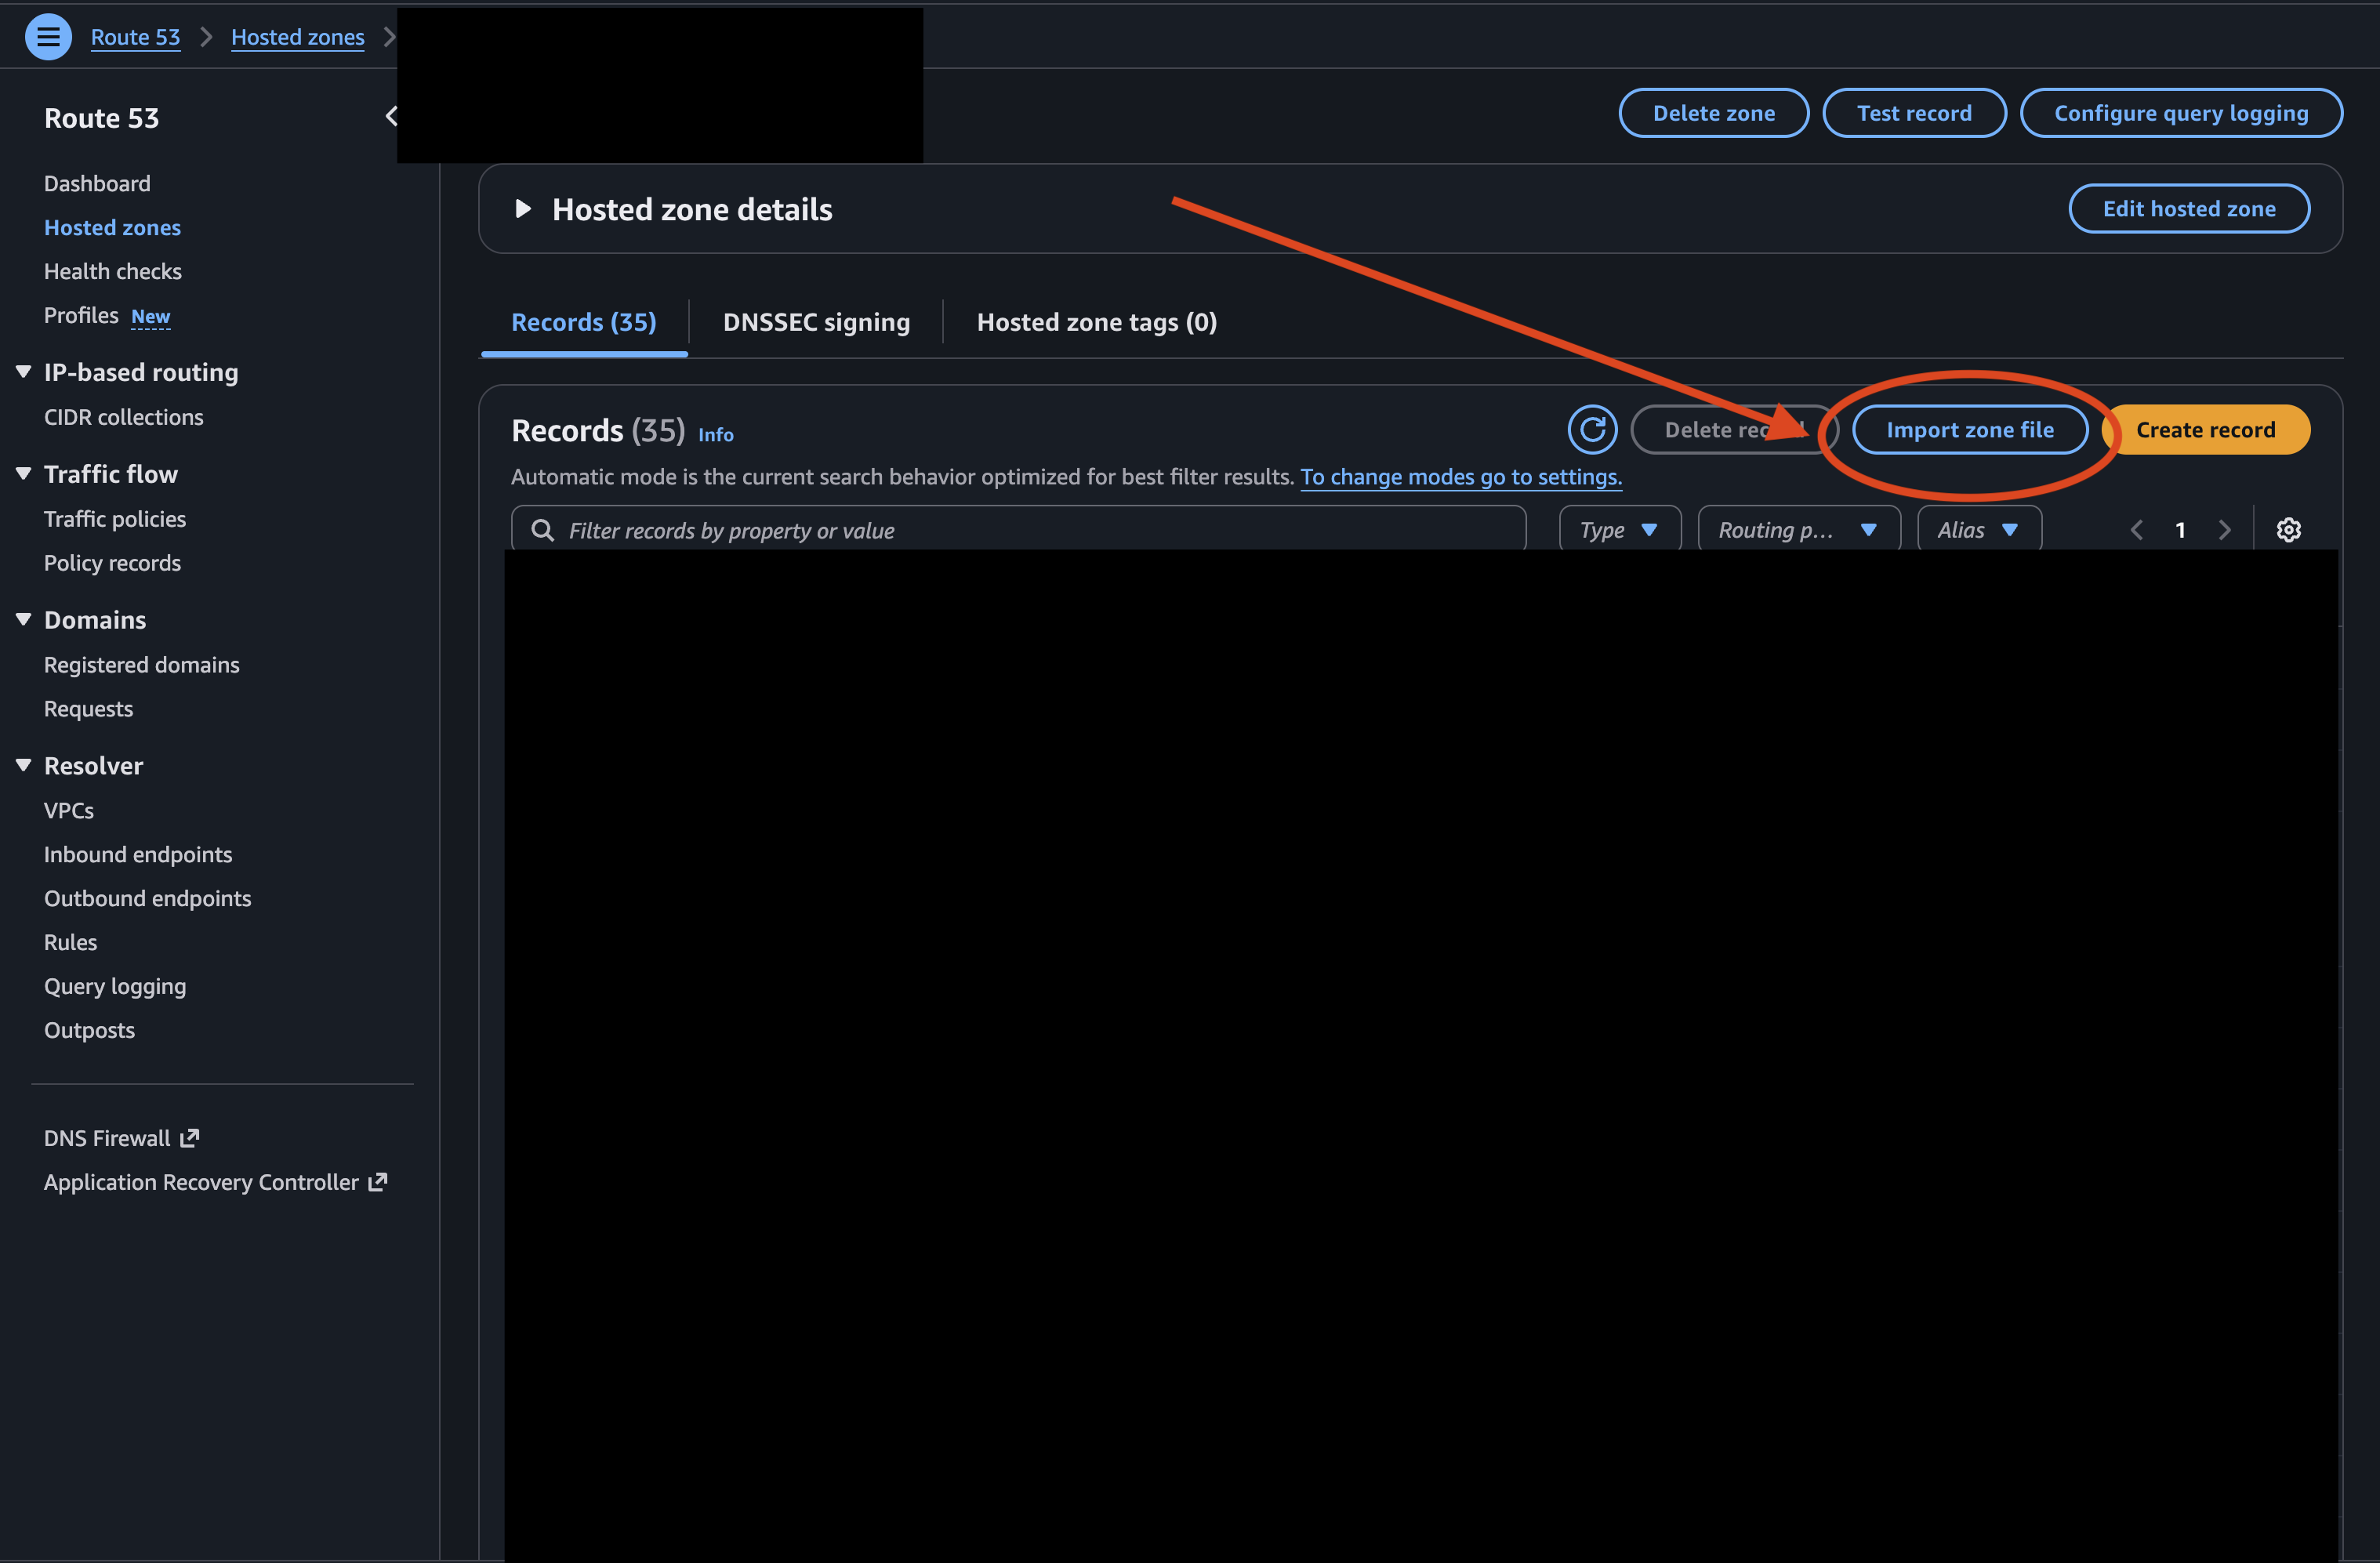 Route 53
Hosted zones
Route 53
Dashboard
Hosted zones
Health checks
Profiles New
IP-based routing
CIDR collections
Traffic flow
Traffic policies
Policy records
Domains
Registered domains
Requests
Resolver
VPCs
Inbound endpoints
Outbound endpoints
Rules
Query logging
Outposts
DNS Firewall
Application Recovery Controller
Delete zone
Test record
Configure query logging
Hosted zone details
Edit hosted zone
Records (35)
DNSSEC signing
Hosted zone tags (0)
Records (35) Info
Delete record
Import zone file
Create record
Automatic mode is the current search behavior optimized for best filter results. To change modes go to settings.
Filter records by property or value
Type
Routing p...
Alias
1